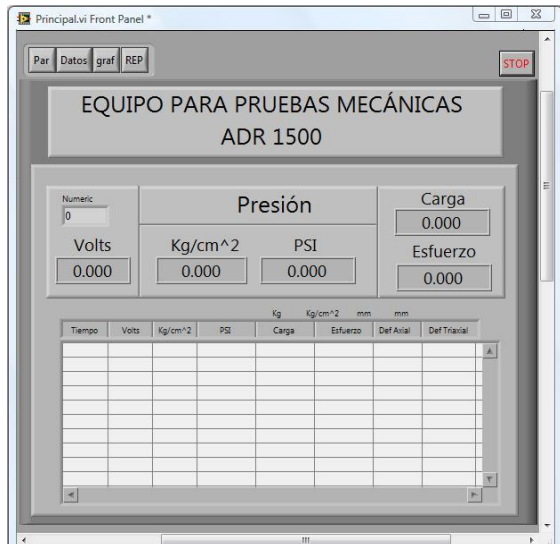 Principal.vi Front Panel *
Par Datos graf REP
STOP
EQUIPO PARA PRUEBAS MECÁNICAS
ADR 1500
Numeric
0
Volts
0.000
Presión
Kg/cm^2 PSI
0.000 0.000
Carga
0.000
Esfuerzo
0.000
Kg Kg/cm^2 mm mm
Tiempo Volts Kg/cm^2 PSI Carga Esfuerzo Def Axial Def Triaxial